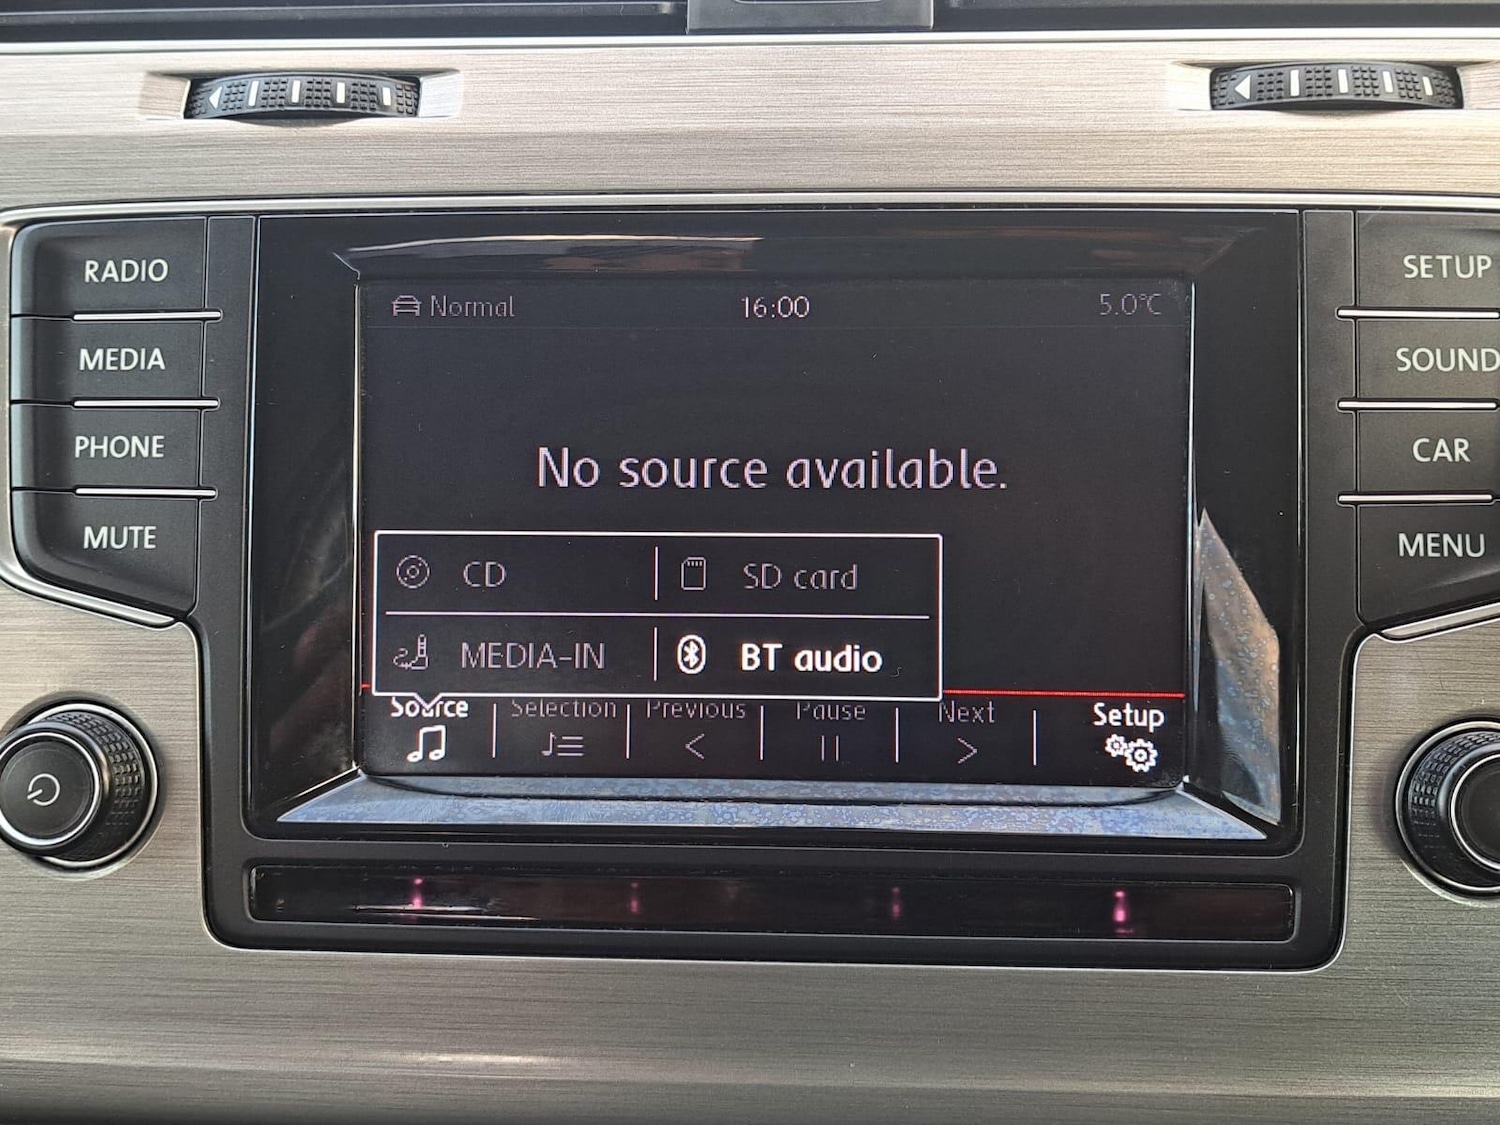 RADIO
MEDIA
PHONE
MUTE
Normal 16:00 5.0°C
No source available.
CD SD card
MEDIA-IN BT audio
Source Selection Previous Pause Next Setup
SETUP
SOUND
CAR
MENU